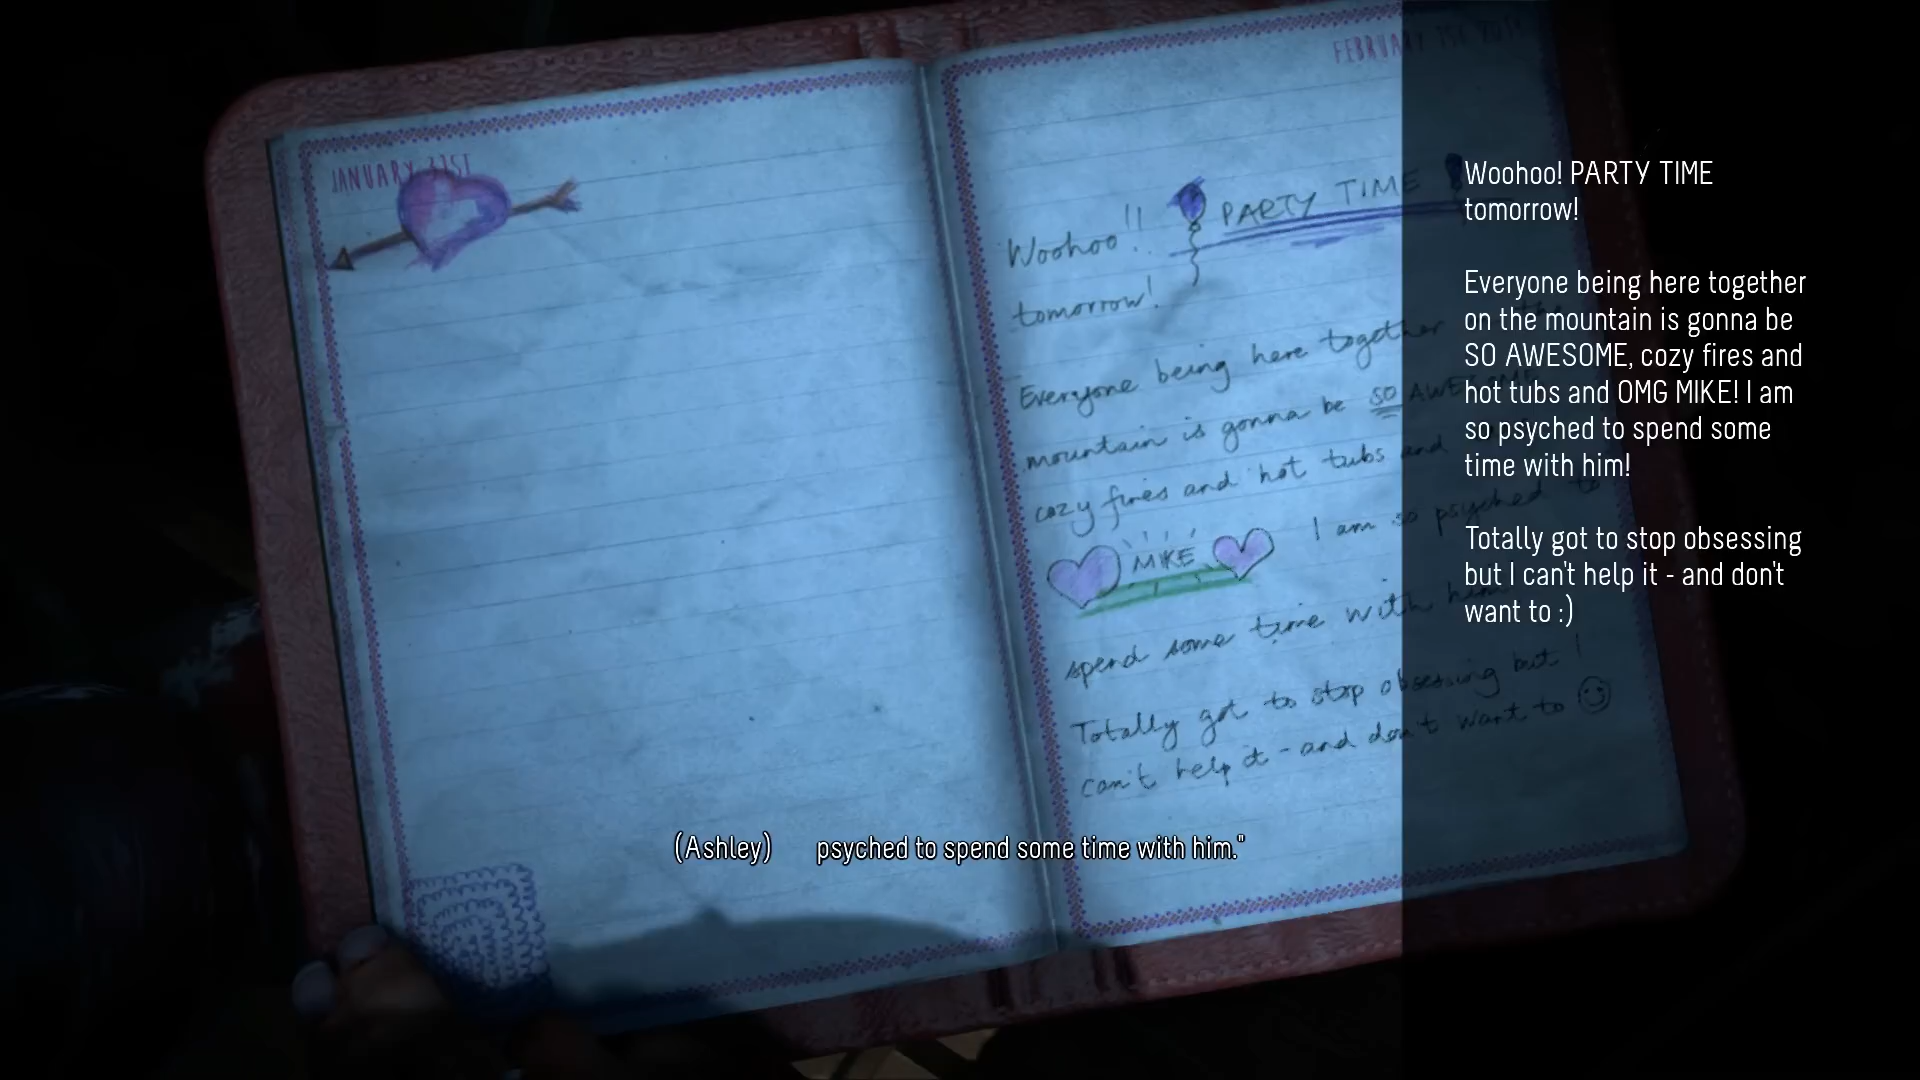 JANUARY 31ST
FEBRUARY 1ST
Woohoo!! PARTY TIME
tomorrow!
Everyone being here together
mountain is gonna be SO AWESOME
cozy fires and hot tubs and
MIKE I am so psyched to
spend some time with him
Totally got to stop obsessing but I
can't help it - and don't want to
Woohoo! PARTY TIME
tomorrow!
Everyone being here together
on the mountain is gonna be
SO AWESOME, cozy fires and
hot tubs and OMG MIKE! I am
so psyched to spend some
time with him!
Totally got to stop obsessing
but I can't help it - and don't
want to :)
(Ashley) psyched to spend some time with him."